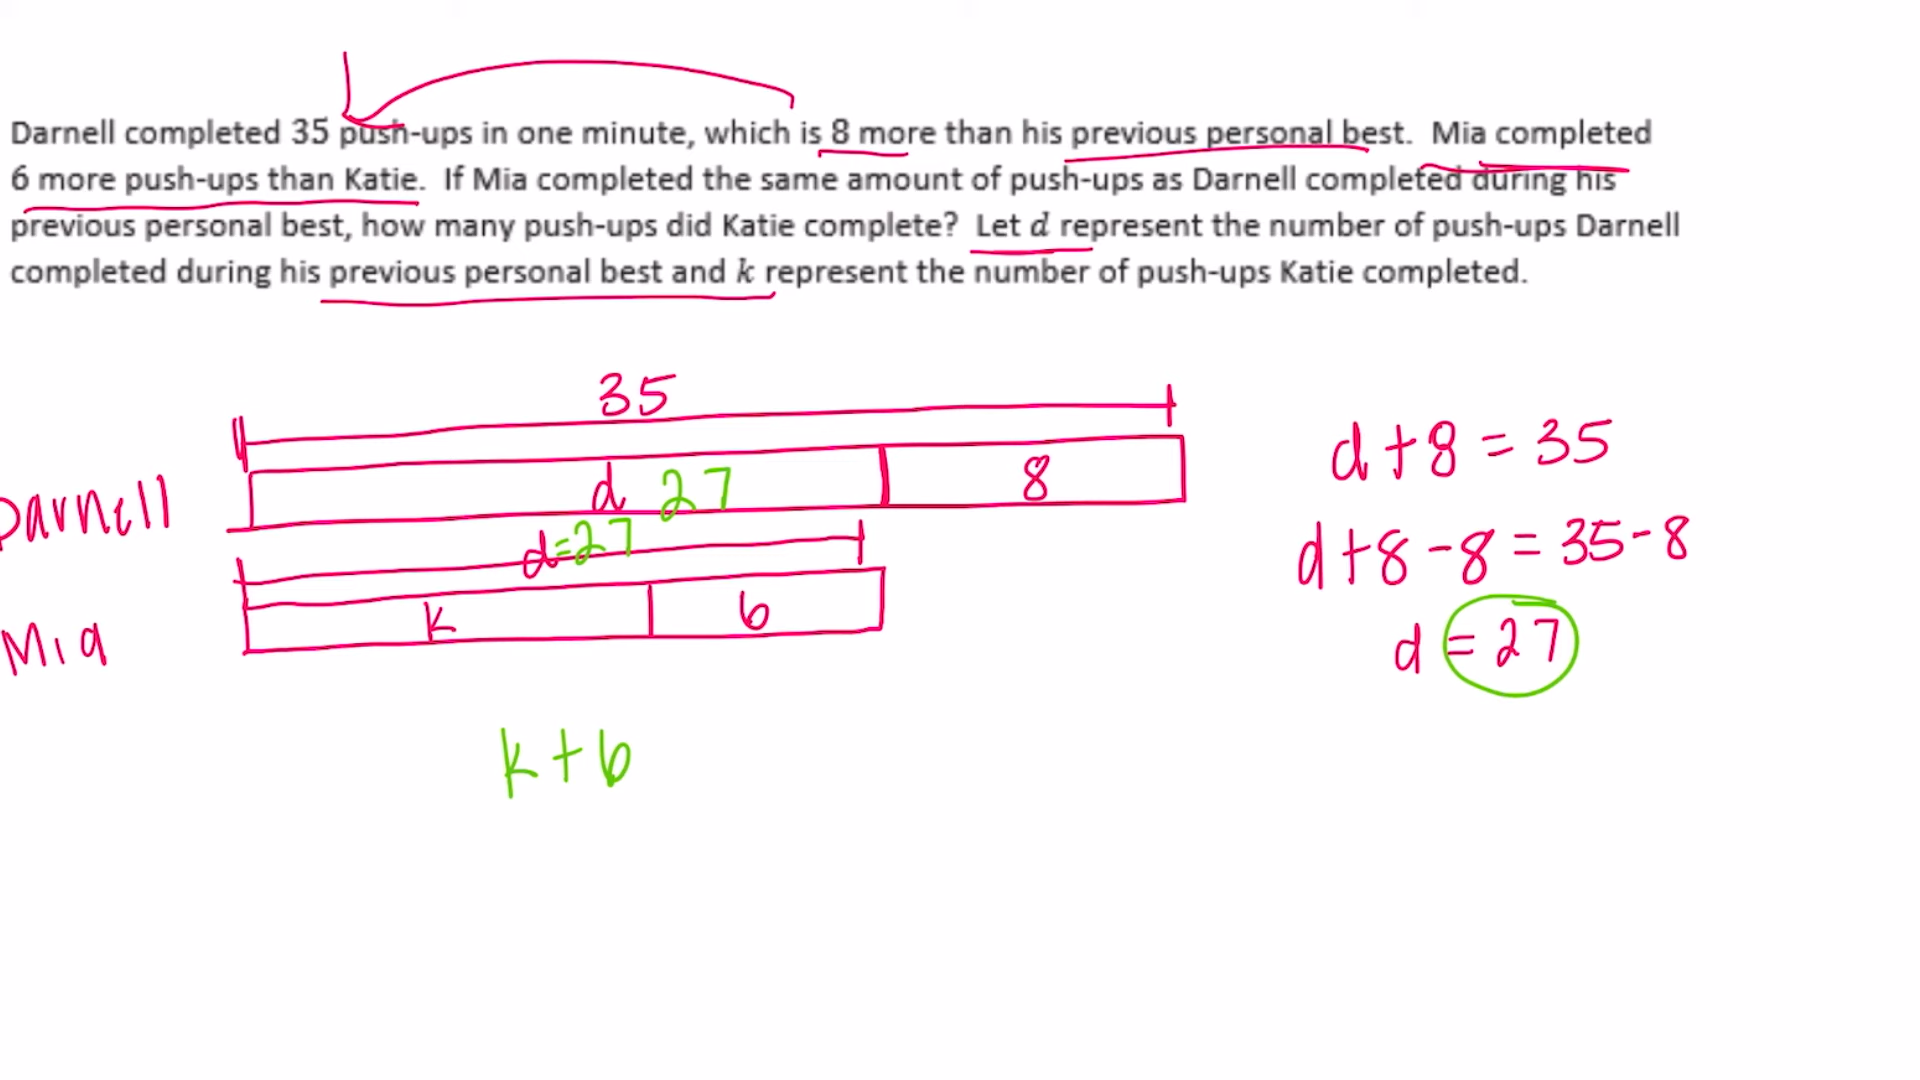 Darnell completed 35 push-ups in one minute, which is 8 more than his previous personal best. Mia completed
6 more push-ups than Katie. If Mia completed the same amount of push-ups as Darnell completed during his
previous personal best, how many push-ups did Katie complete? Let d represent the number of push-ups Darnell
completed during his previous personal best and k represent the number of push-ups Katie completed.
35
Darnell d 27 8
d=27
Mia k 6
k+6
d+8=35
d+8-8=35-8
d=27